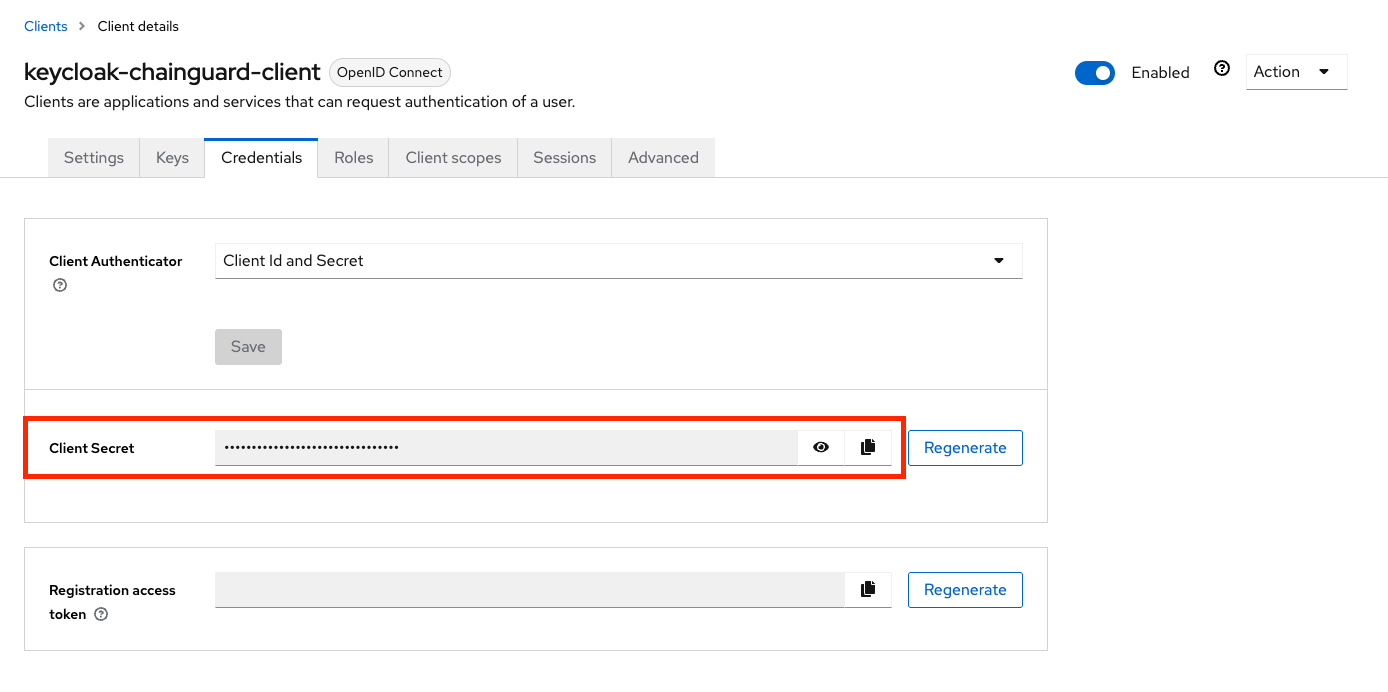 Clients > Client details
keycloak-chainguard-client OpenID Connect
Enabled Action
Clients are applications and services that can request authentication of a user.
Settings Keys Credentials Roles Client scopes Sessions Advanced
Client Authenticator Client Id and Secret
Save
Client Secret •••••••••••••••••••••••••••••••• Regenerate
Registration access
token
Regenerate